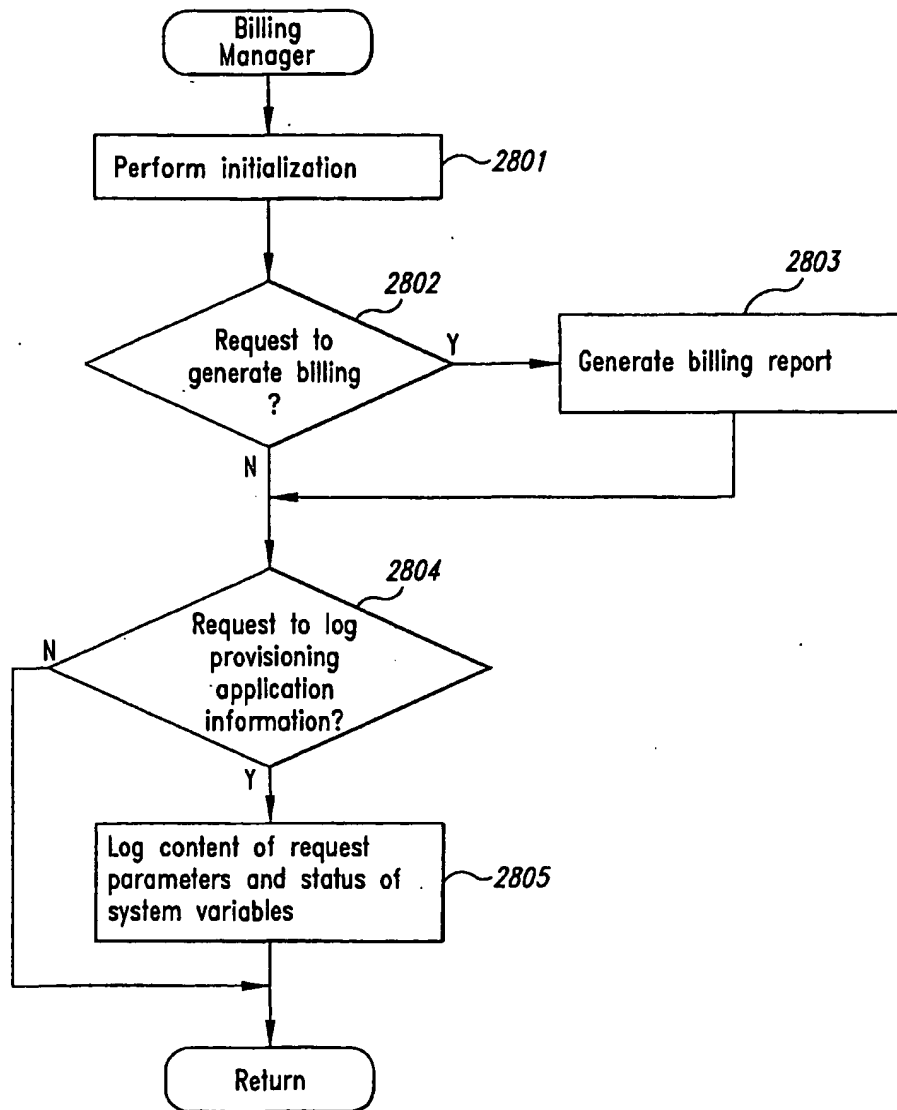 Billing
Manager
Perform initialization
2801
2802
Request to
generate billing
?
Y
N
2803
Generate billing report
2804
Request to log
provisioning
application
information?
N
Y
Log content of request
parameters and status of
system variables
2805
Return